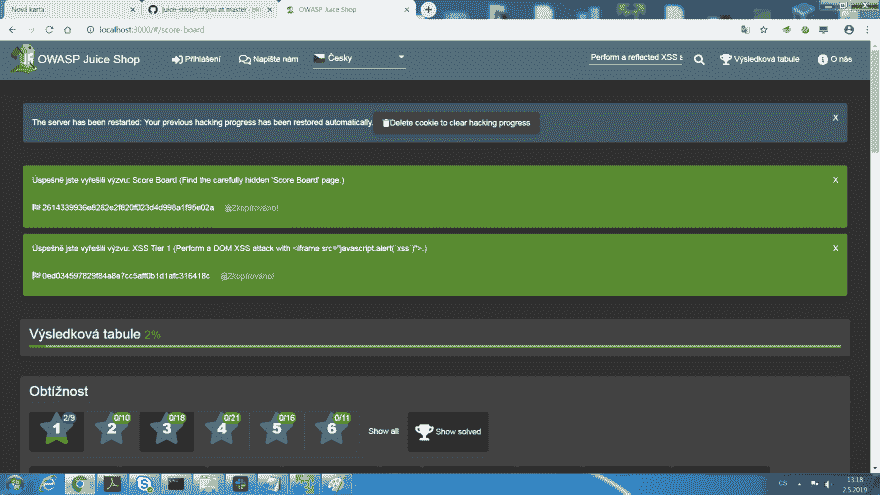 Nová karta
juice-shop/ctf.yml at master
OWASP Juice Shop
localhost:3000/#/score-board
OWASP Juice Shop
Přihlášení
Napište nám
Česky
Perform a reflected XSS
Výsledková tabule
O nás
The server has been restarted: Your previous hacking progress has been restored automatically.
Delete cookie to clear hacking progress
X
Úspěšně jste vyřešili výzvu: Score Board (Find the carefully hidden 'Score Board' page.)
X
Zkopírováno!
Úspěšně jste vyřešili výzvu: XSS Tier 1 (Perform a DOM XSS attack with <iframe src="javascript:alert(`xss`)">.)
X
Zkopírováno!
Výsledková tabule 2%
Obtížnost
1 2/9
2 0/10
3 0/18
4 0/21
5 0/16
6 0/11
Show all
Show solved
CS
13:18
2.5.2019